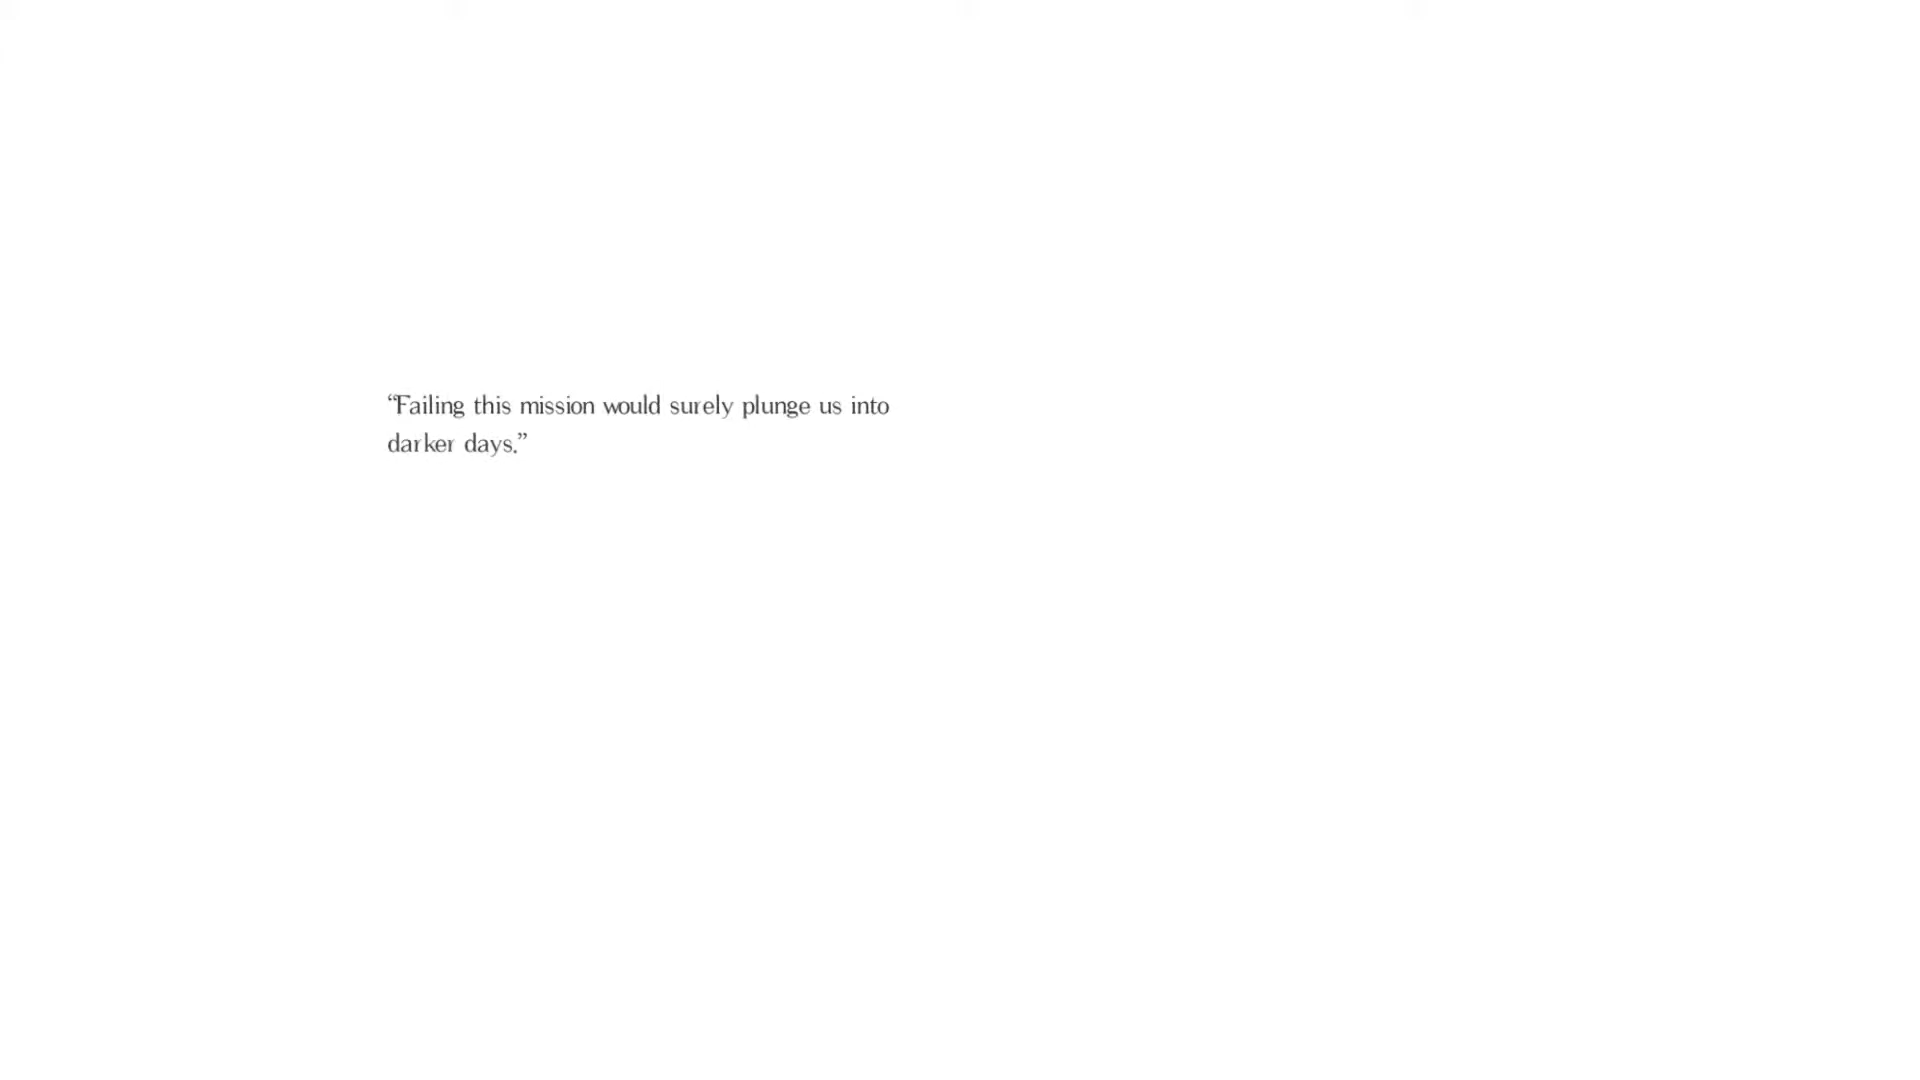 “Failing this mission would surely plunge us into
darker days.”